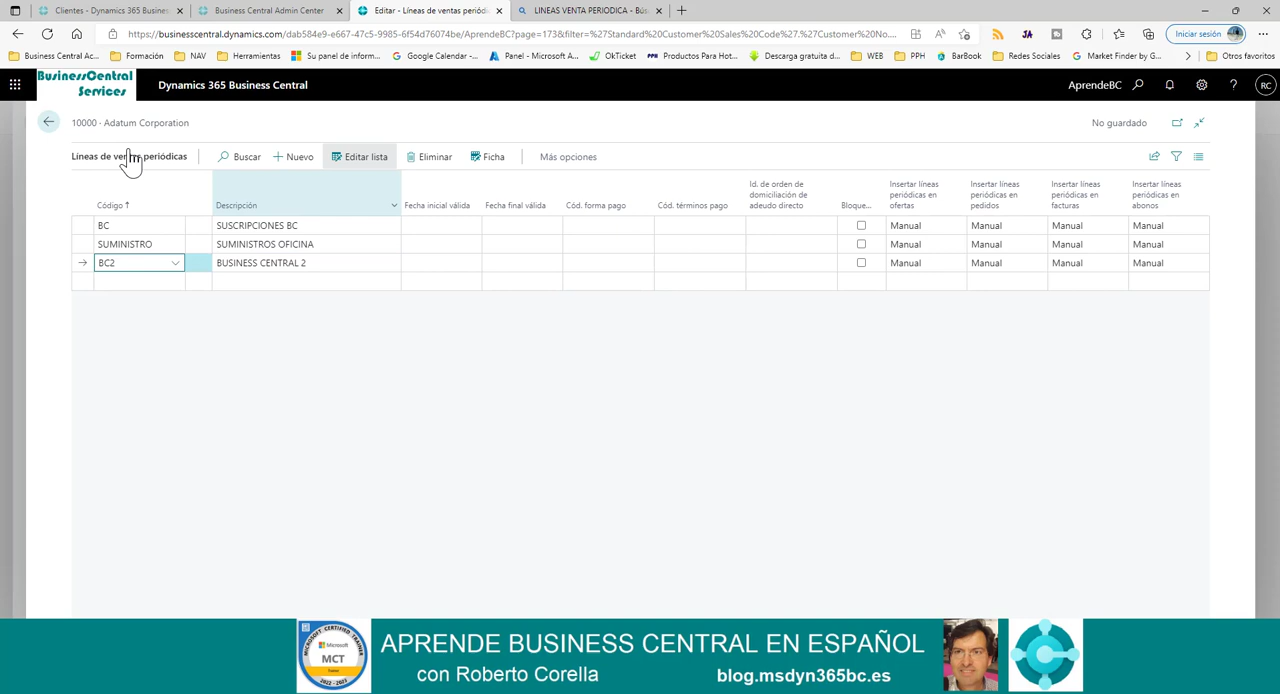 Clientes - Dynamics 365 Busines
Business Central Admin Center
Editar - Líneas de ventas periódi
LINEAS VENTA PERIODICA - Bús
https://businesscentral.dynamics.com/dab584e9-e667-47c5-9985-6f54d76074be/AprendeBC?page=173&filter=%27Standard%20Customer%20Sales%20Code%27.%27Customer%20No....
Iniciar sesión
Business Central Ac...
Formación
NAV
Herramientas
Su panel de inform...
Google Calendar -...
Panel - Microsoft A...
OkTicket
Productos Para Hot...
Descarga gratuita d...
WEB
PPH
BarBook
Redes Sociales
Market Finder by G...
Otros favoritos
BusinessCentral
Services
Dynamics 365 Business Central
AprendeBC
RC
10000 · Adatum Corporation
No guardado
Buscar
Nuevo
Editar lista
Eliminar
Ficha
Más opciones
Código ↑
Descripción
Fecha inicial válida
Fecha final válida
Cód. forma pago
Cód. términos pago
Id. de orden de
domiciliación de
adeudo directo
Bloque...
Insertar líneas
periódicas en
ofertas
Insertar líneas
periódicas en
pedidos
Insertar líneas
periódicas en
facturas
Insertar líneas
periódicas en
abonos
BC SUSCRIPCIONES BC Manual Manual Manual Manual
SUMINISTRO SUMINISTROS OFICINA Manual Manual Manual Manual
BC2 BUSINESS CENTRAL 2 Manual Manual Manual Manual
MICROSOFT CERTIFIED TRAINER
Microsoft
MCT
2022 - 2023
APRENDE BUSINESS CENTRAL EN ESPAÑOL
con Roberto Corella
blog.msdyn365bc.es